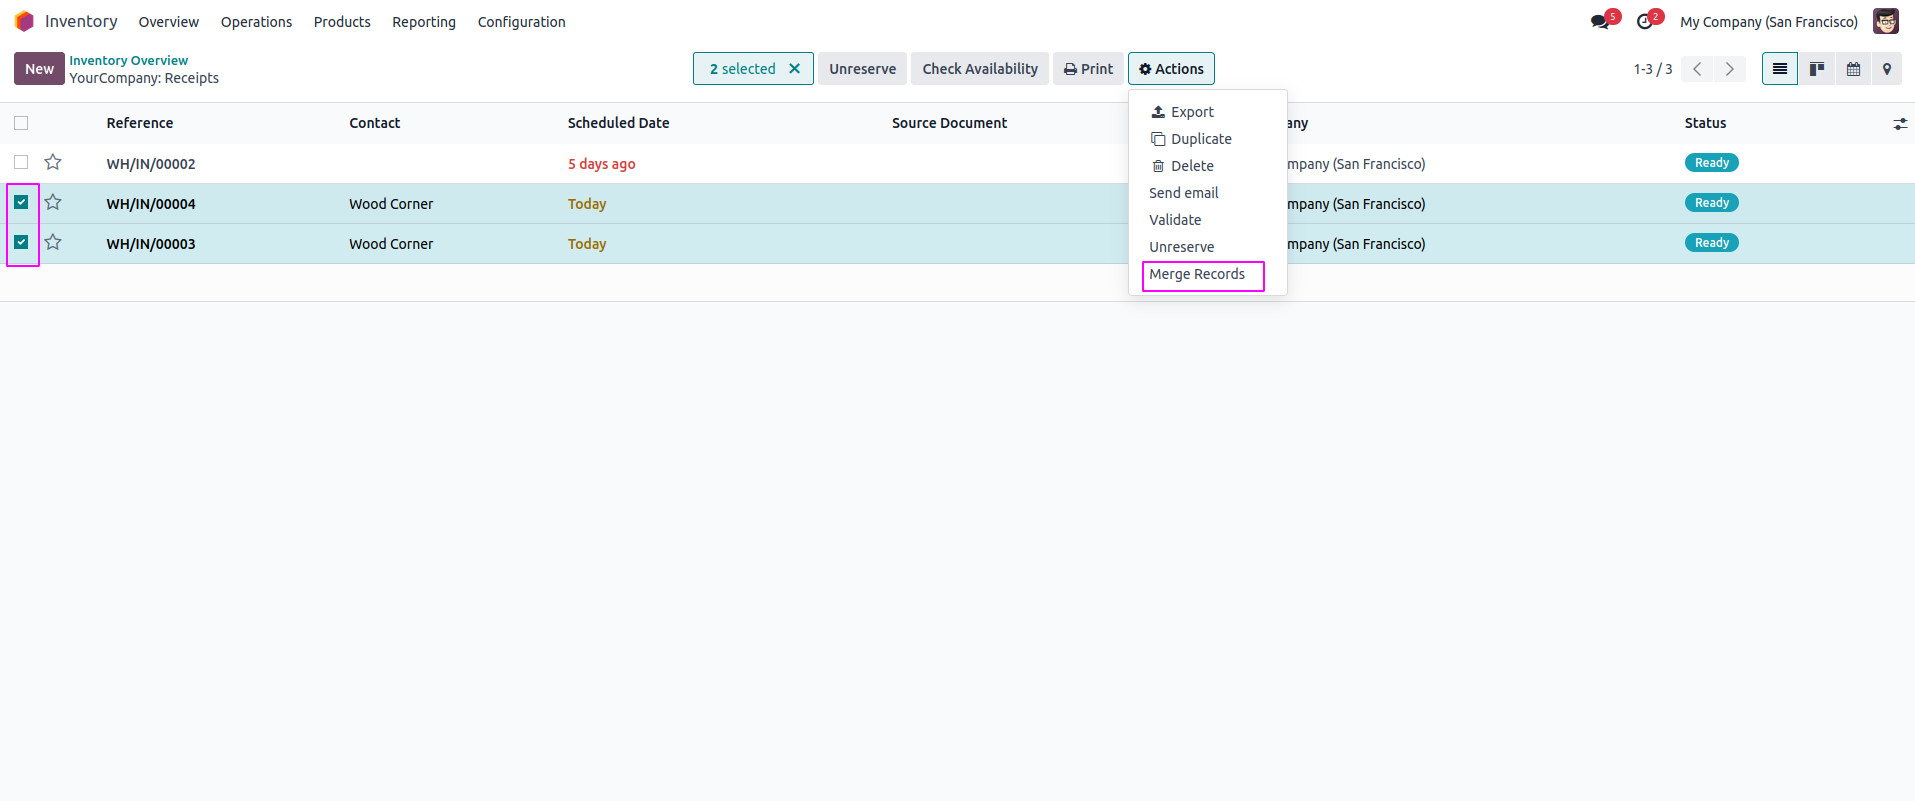 Inventory Overview Operations Products Reporting Configuration 5 2 My Company (San Francisco)
New Inventory Overview
YourCompany: Receipts
2 selected Unreserve Check Availability Print Actions 1-3 / 3
Export
Duplicate
Delete
Send email
Validate
Unreserve
Merge Records
Reference Contact Scheduled Date Source Document any Status
WH/IN/00002 5 days ago mpany (San Francisco) Ready
WH/IN/00004 Wood Corner Today mpany (San Francisco) Ready
WH/IN/00003 Wood Corner Today mpany (San Francisco) Ready